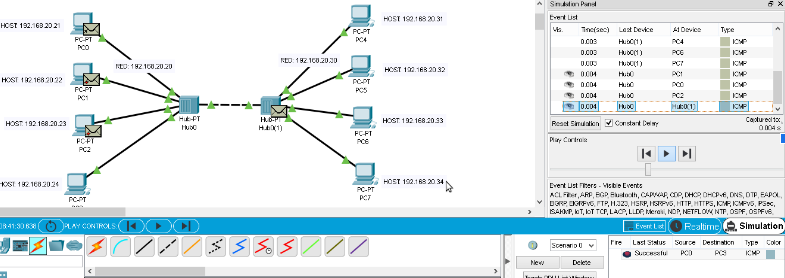 Simulation Panel
Event List
Vis. Time(sec) Last Device At Device Type
0.003 Hub0(1) PC4 ICMP
0.003 Hub0(1) PC6 ICMP
0.003 Hub0(1) PC7 ICMP
0.004 Hub0 PC1 ICMP
0.004 Hub0 PC0 ICMP
0.004 Hub0 PC2 ICMP
0.004 Hub0 Hub0(1) ICMP
Reset Simulation Constant Delay Captured to:
0.004 s
Play Controls
Event List Filters - Visible Events
ACL Filter, ARP, BGP, Bluetooth, CAPWAP, CDP, DHCP, DHCPv6, DNS, DTP, EAPOL,
EIGRP, EIGRPv6, FTP, H.323, HSRP, HSRPv6, HTTP, HTTPS, ICMP, ICMPv6, IPSec,
ISAKMP, IoT, IoT TCP, LACP, LLDP, Meraki, NDP, NETFLOW, NTP, OSPF, OSPFv6,
HOST: 192.168.20.21
PC-PT
PC0
HOST: 192.168.20.22
PC-PT
PC1
HOST: 192.168.20.23
PC-PT
PC2
HOST: 192.168.20.24
PC-PT
RED: 192.168.20.20
Hub-PT
Hub0
RED: 192.168.20.30
Hub-PT
Hub0(1)
PC-PT
PC4
HOST: 192.168.20.31
PC-PT
PC5
HOST: 192.168.20.32
PC-PT
PC6
HOST: 192.168.20.33
PC-PT
PC7
HOST: 192.168.20.34
PLAY CONTROLS:
Event List Realtime Simulation
Scenario 0
New Delete
Toggle PDU List Window
Fire Last Status Source Destination Type Color
Successful PC0 PC3 ICMP